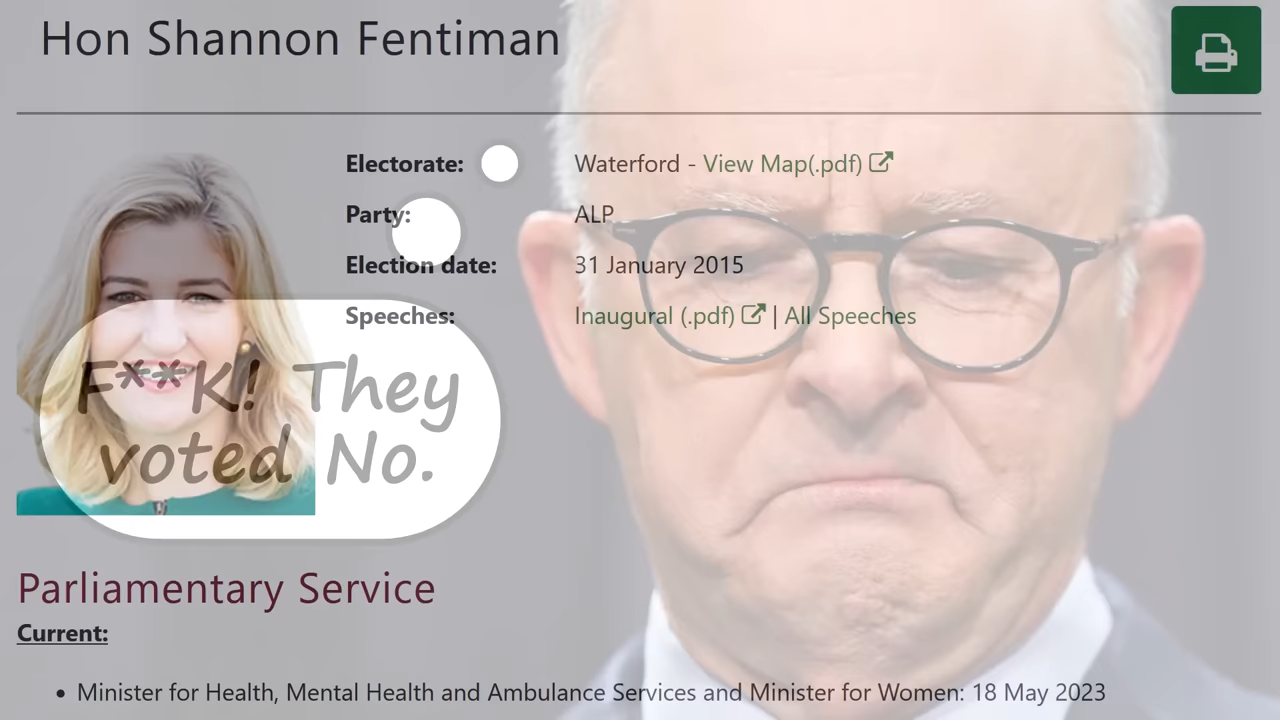 Hon Shannon Fentiman
Electorate: Waterford - View Map(.pdf)
Party: ALP
Election date: 31 January 2015
Speeches: Inaugural (.pdf) | All Speeches
F**K! They
voted No.
Parliamentary Service
Current:
• Minister for Health, Mental Health and Ambulance Services and Minister for Women: 18 May 2023